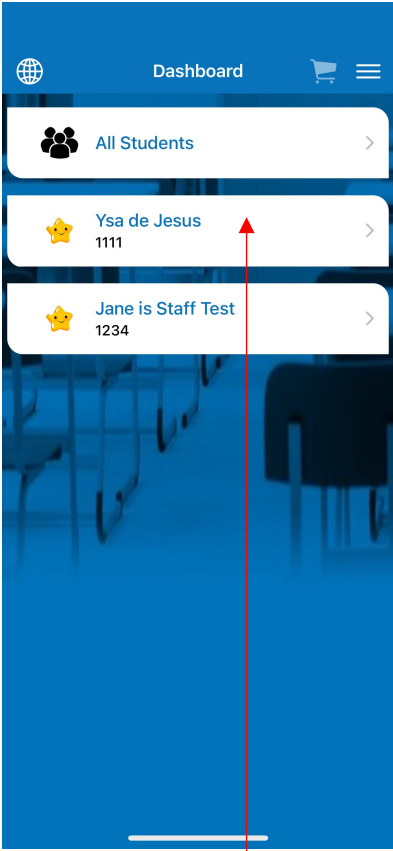 Dashboard
All Students
Ysa de Jesus
1111
Jane is Staff Test
1234